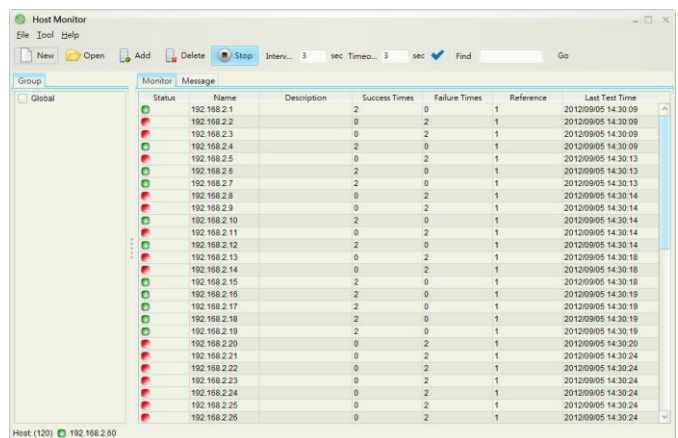 Host Monitor
File Tool Help
New Open Add Delete Stop Interv... 3 sec Timeo... 3 sec Find Go
Group Monitor Message
Global
Status Name Description Success Times Failure Times Reference Last Test Time
192.168.2.1 2 0 1 2012/09/05 14:30:09
192.168.2.2 0 2 1 2012/09/05 14:30:09
192.168.2.3 0 2 1 2012/09/05 14:30:09
192.168.2.4 2 0 1 2012/09/05 14:30:09
192.168.2.5 0 2 1 2012/09/05 14:30:13
192.168.2.6 2 0 1 2012/09/05 14:30:13
192.168.2.7 2 0 1 2012/09/05 14:30:13
192.168.2.8 0 2 1 2012/09/05 14:30:14
192.168.2.9 0 2 1 2012/09/05 14:30:14
192.168.2.10 2 0 1 2012/09/05 14:30:14
192.168.2.11 0 2 1 2012/09/05 14:30:14
192.168.2.12 2 0 1 2012/09/05 14:30:14
192.168.2.13 0 2 1 2012/09/05 14:30:18
192.168.2.14 0 2 1 2012/09/05 14:30:18
192.168.2.15 2 0 1 2012/09/05 14:30:18
192.168.2.16 2 0 1 2012/09/05 14:30:19
192.168.2.17 2 0 1 2012/09/05 14:30:19
192.168.2.18 2 0 1 2012/09/05 14:30:19
192.168.2.19 2 0 1 2012/09/05 14:30:19
192.168.2.20 0 2 1 2012/09/05 14:30:20
192.168.2.21 0 2 1 2012/09/05 14:30:24
192.168.2.22 0 2 1 2012/09/05 14:30:24
192.168.2.23 0 2 1 2012/09/05 14:30:24
192.168.2.24 0 2 1 2012/09/05 14:30:24
192.168.2.25 0 2 1 2012/09/05 14:30:24
192.168.2.26 0 2 1 2012/09/05 14:30:24
Host: (120) 192.168.2.60